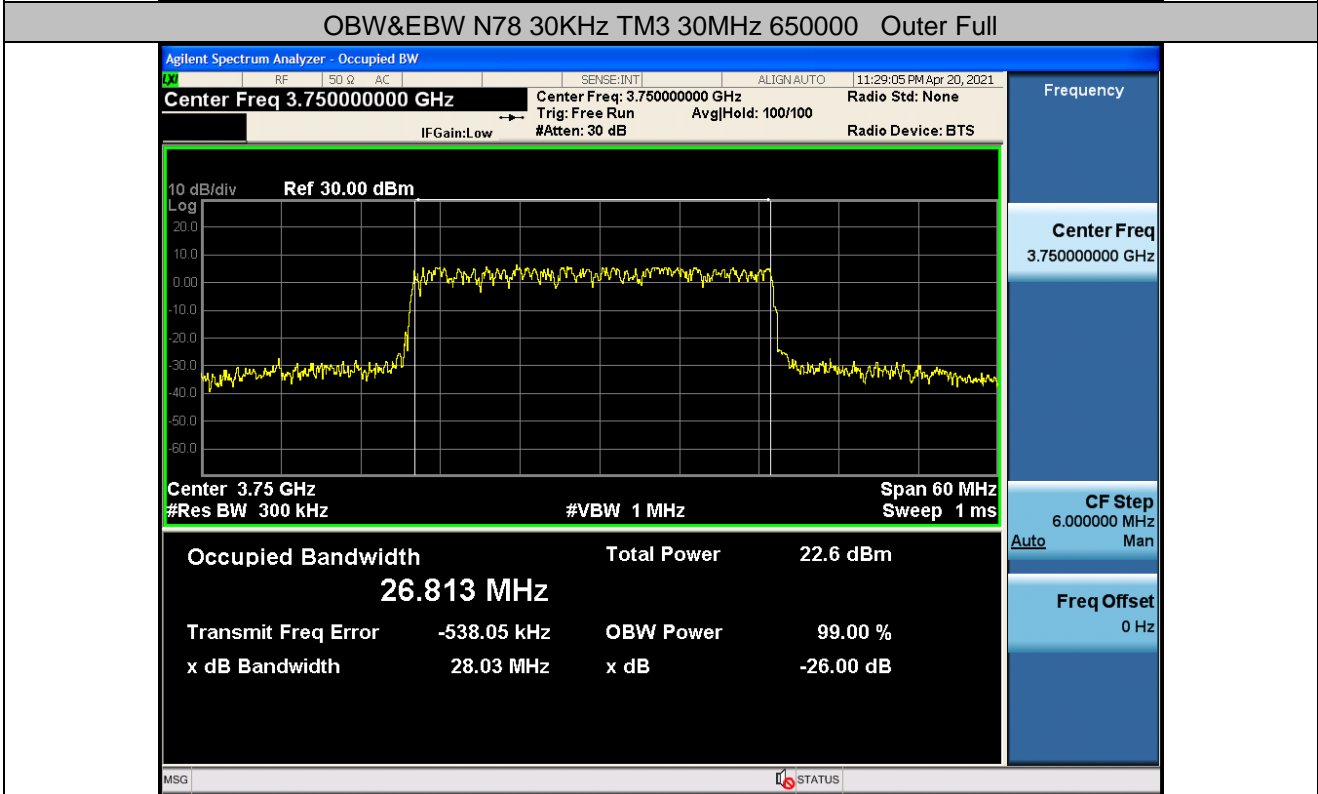 OBW&EBW N78 30KHz TM3 30MHz 650000 Outer Full
Agilent Spectrum Analyzer - Occupied BW
LXI RF 50 Ω AC SENSE:INT ALIGN AUTO 11:29:05 PM Apr 20, 2021
Center Freq 3.750000000 GHz
Center Freq: 3.750000000 GHz Radio Std: None
Trig: Free Run Avg|Hold: 100/100
IFGain:Low #Atten: 30 dB Radio Device: BTS
Frequency
10 dB/div Ref 30.00 dBm
Log
20.0
10.0
0.00
-10.0
-20.0
-30.0
-40.0
-50.0
-60.0
Center 3.75 GHz Span 60 MHz
#Res BW 300 kHz #VBW 1 MHz Sweep 1 ms
Center Freq
3.750000000 GHz
CF Step
6.000000 MHz
Auto Man
Freq Offset
0 Hz
Occupied Bandwidth Total Power 22.6 dBm
26.813 MHz
Transmit Freq Error -538.05 kHz OBW Power 99.00 %
x dB Bandwidth 28.03 MHz x dB -26.00 dB
MSG STATUS